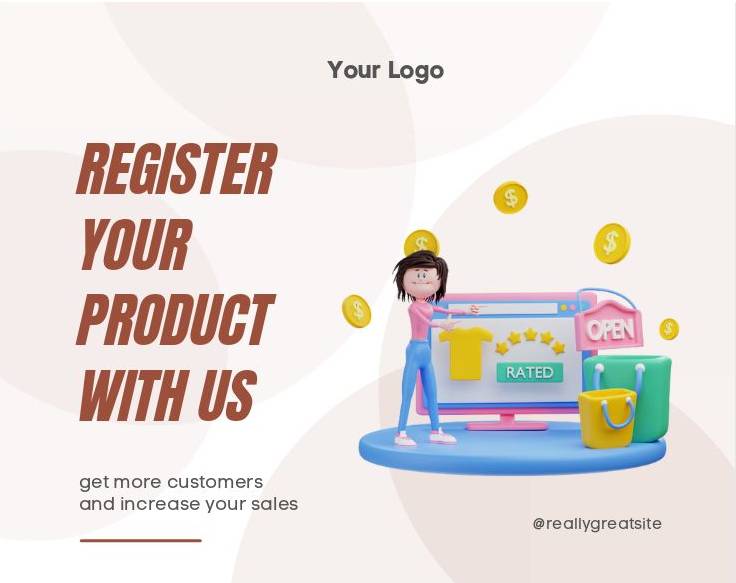 Your Logo
REGISTER
YOUR
PRODUCT
WITH US
get more customers
and increase your sales
OPEN
RATED
@reallygreatsite